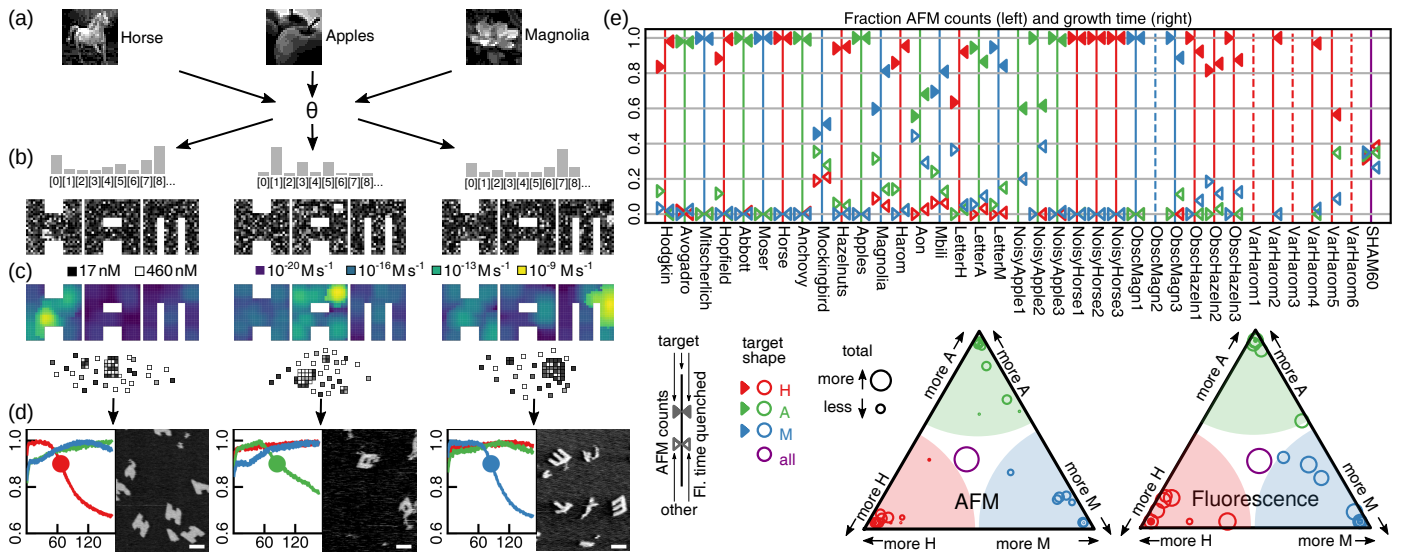 (a)
Horse
Apples
Magnolia
θ
(b)
[0][1][2][3][4][5][6][7][8]...
[0][1][2][3][4][5][6][7][8]...
[0][1][2][3][4][5][6][7][8]...
HAM
HAM
HAM
(c)
17 nM
460 nM
10⁻²⁰ M s⁻¹
10⁻¹⁶ M s⁻¹
10⁻¹³ M s⁻¹
10⁻⁹ M s⁻¹
HAM
HAM
HAM
(d)
1.0
0.8
0.6
60 120
1.0
0.8
0.6
60 120
1.0
0.8
0.6
60 120
(e)
Fraction AFM counts (left) and growth time (right)
1.0
0.8
0.6
0.4
0.2
0.0
Hodgkin
Avogadro
Mitscherlich
Hopfield
Abbott
Moser
Horse
Anchovy
Mockingbird
Hazelnuts
Apples
Magnolia
Harom
Aon
Mbili
LetterH
LetterA
LetterM
NoisyApple1
NoisyApple2
NoisyApple3
NoisyHorse1
NoisyHorse2
NoisyHorse3
ObscMagn1
ObscMagn2
ObscMagn3
ObscHazeln1
ObscHazeln2
ObscHazeln3
VarHarom1
VarHarom2
VarHarom3
VarHarom4
VarHarom5
VarHarom6
SHAM60
target
AFM counts
Fl. time quenched
other
target
shape
H
A
M
all
total
more
less
more A
more A
more H
more M
AFM
more H
more M
more A
more A
more H
more M
Fluorescence
more H
more M